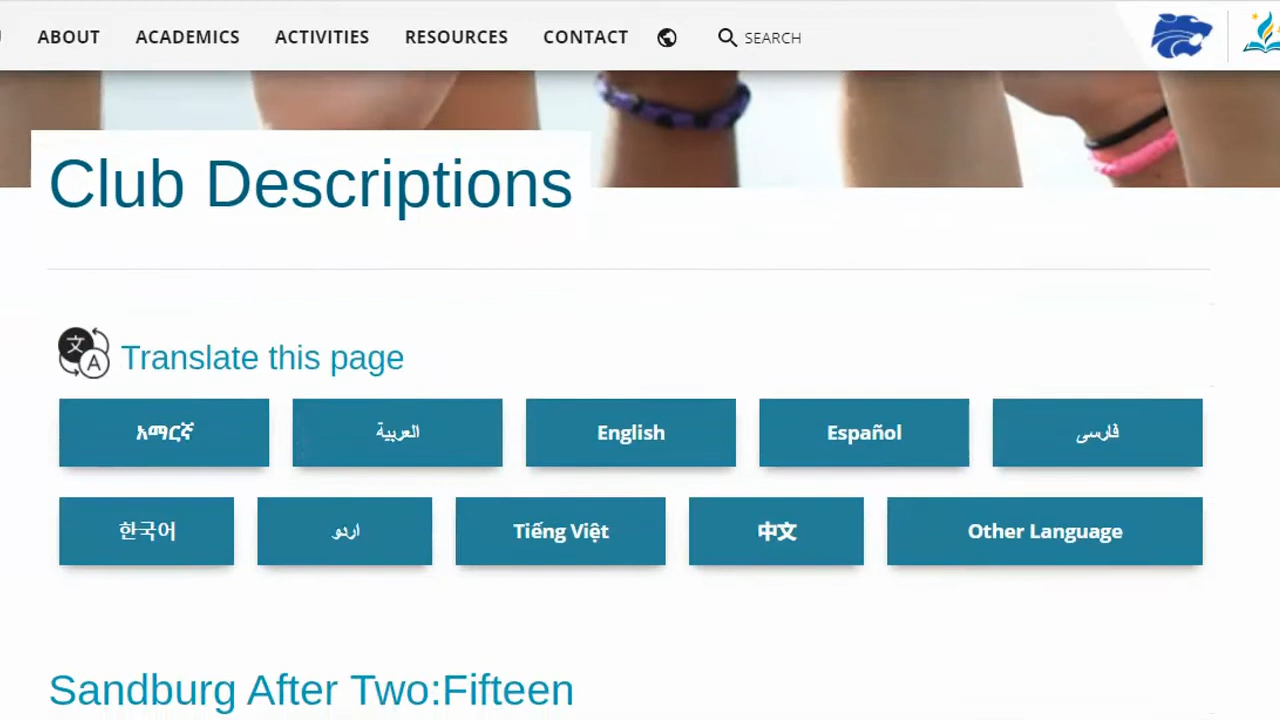 ABOUT ACADEMICS ACTIVITIES RESOURCES CONTACT SEARCH
Club Descriptions
Translate this page
አማርኛ العربية English Español فارسی
한국어 اردو Tiếng Việt 中文 Other Language
Sandburg After Two:Fifteen